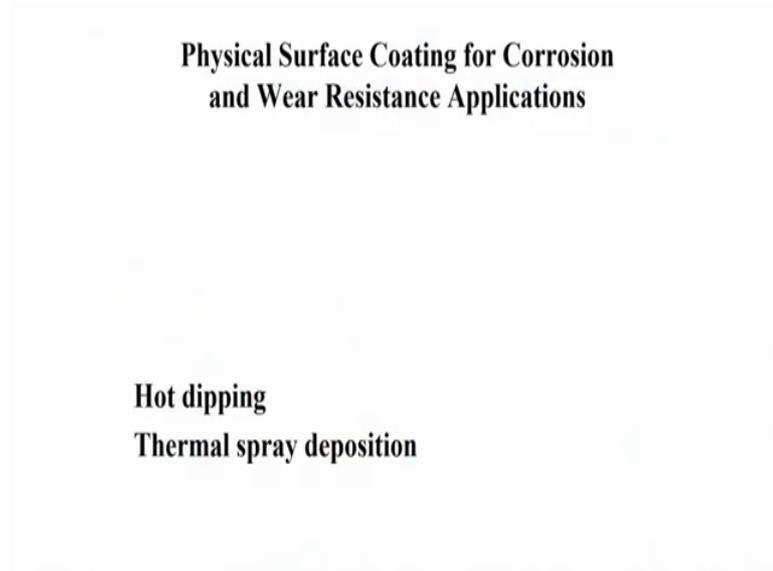 Physical Surface Coating for Corrosion
and Wear Resistance Applications
Hot dipping
Thermal spray deposition